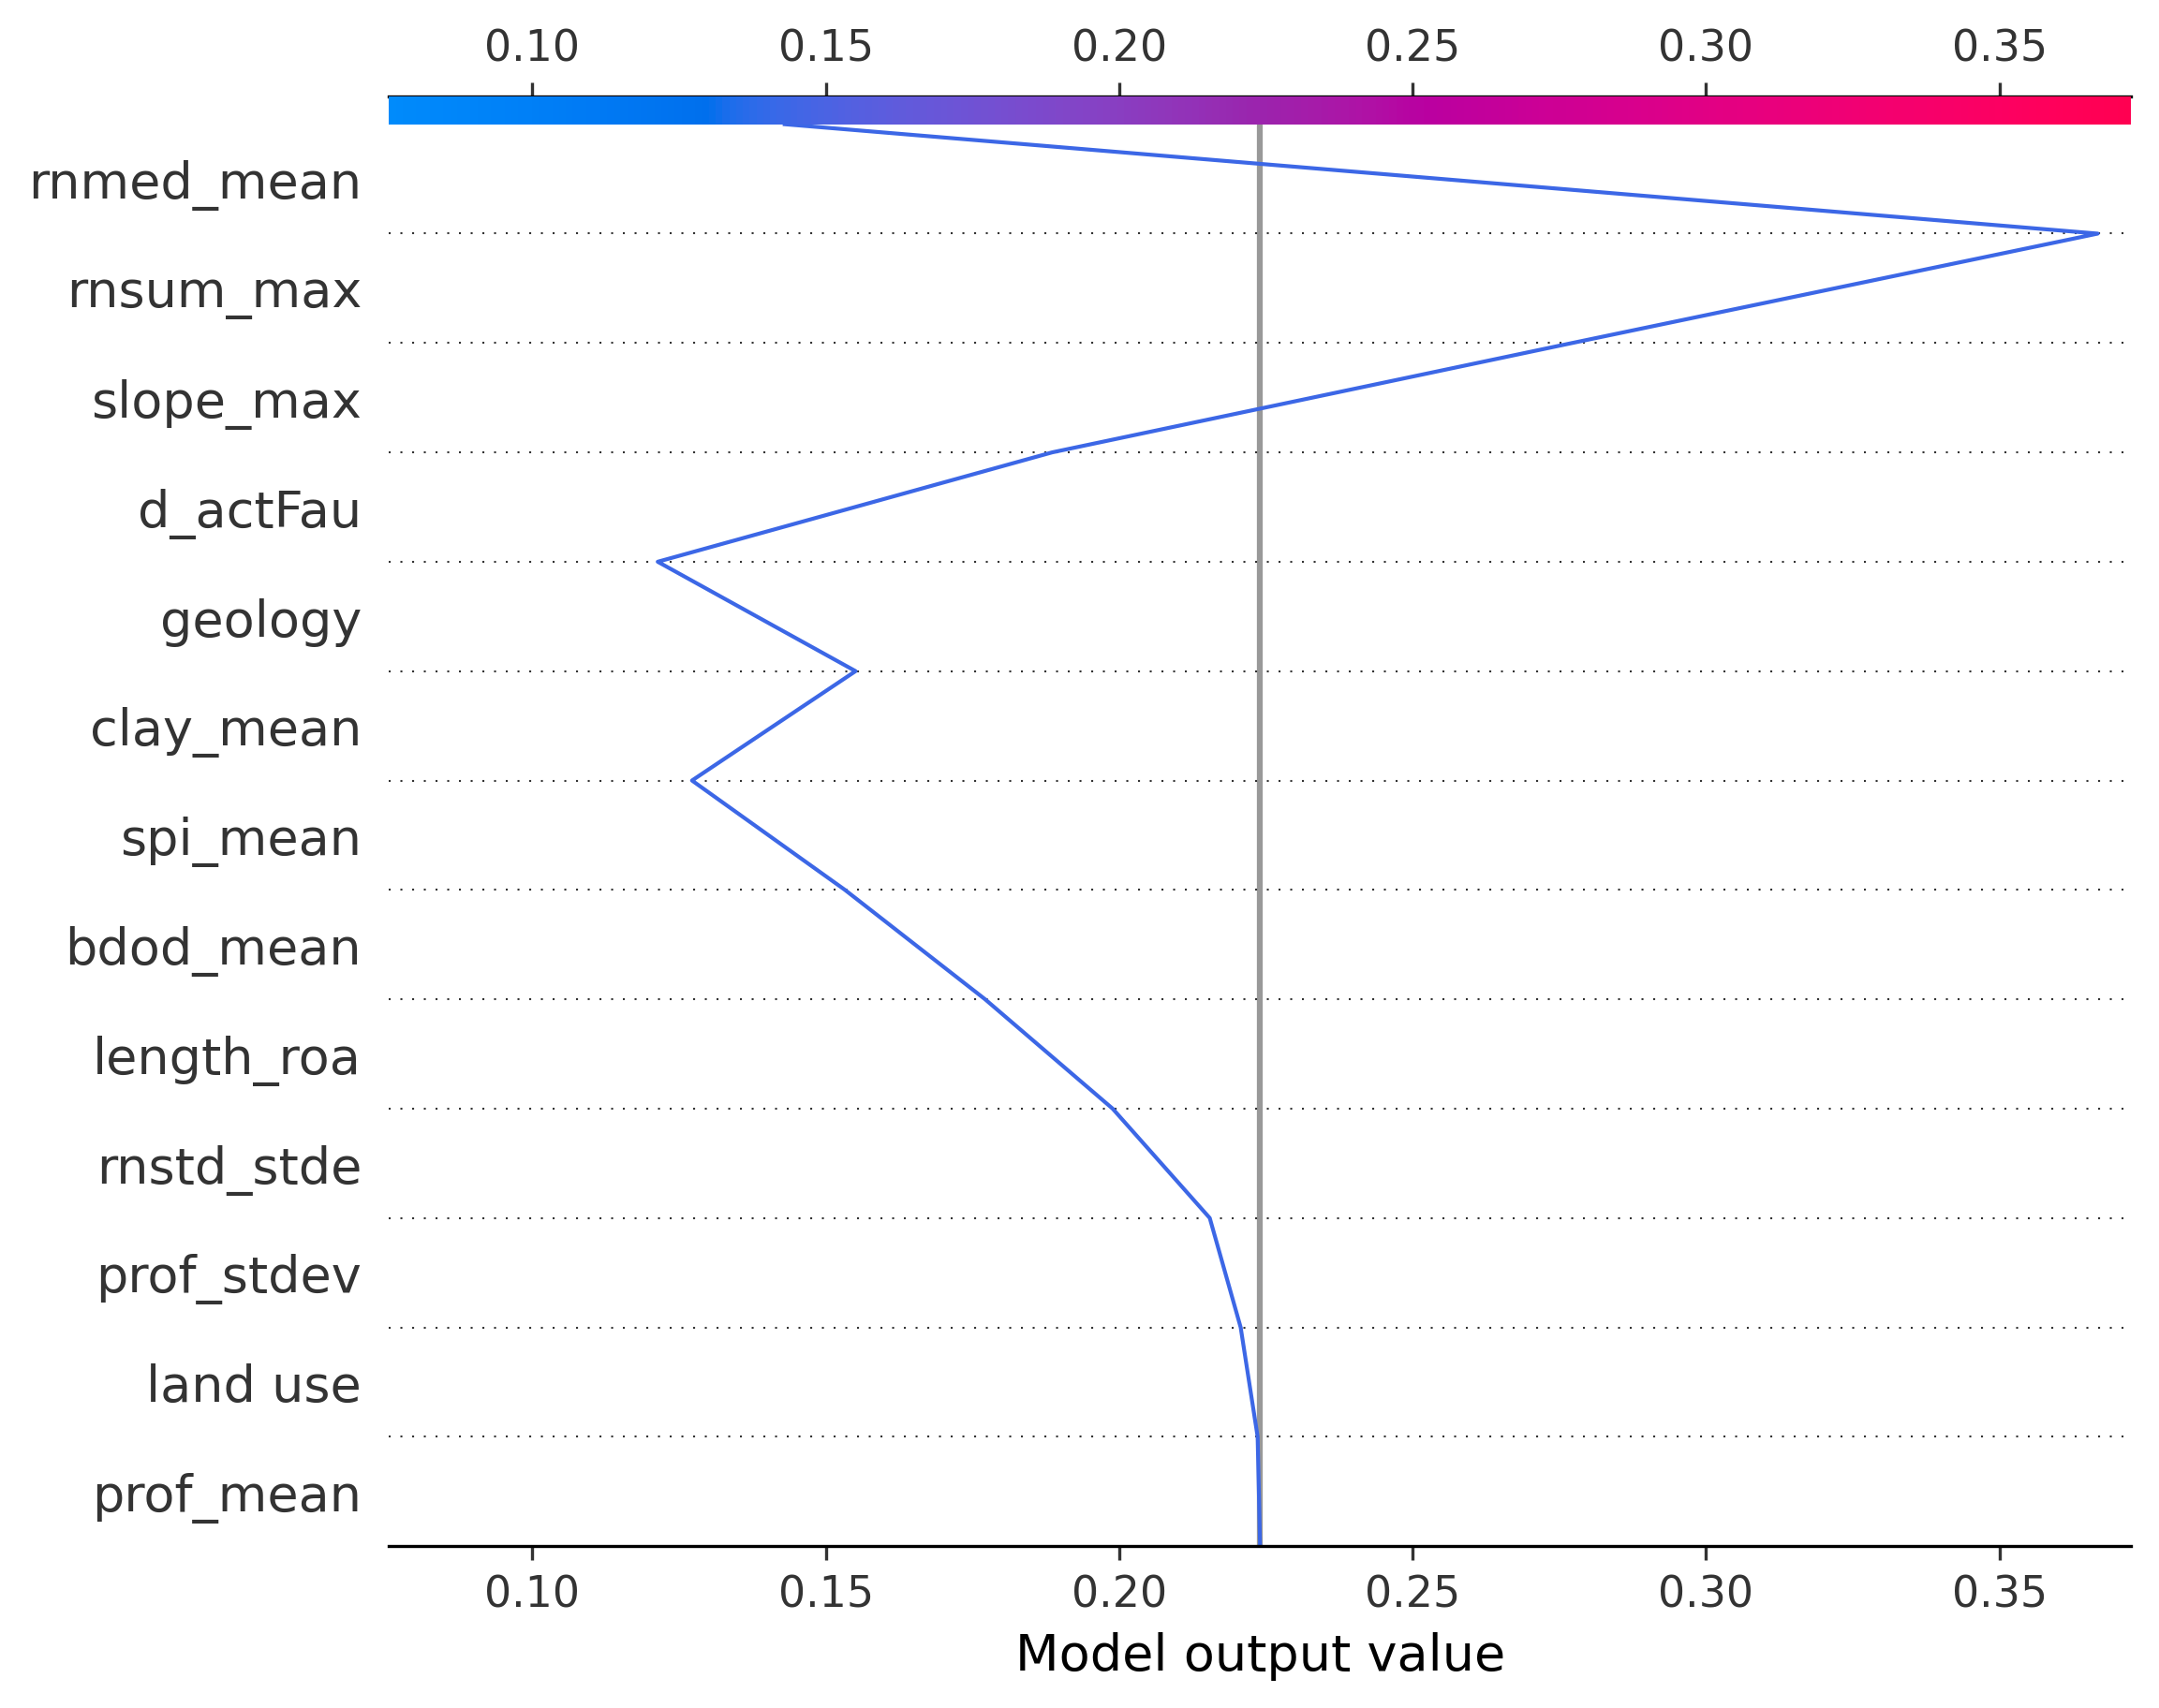 0.10 0.15 0.20 0.25 0.30 0.35
rnmed_mean
rnsum_max
slope_max
d_actFau
geology
clay_mean
spi_mean
bdod_mean
length_roa
rnstd_stde
prof_stdev
land use
prof_mean
0.10 0.15 0.20 0.25 0.30 0.35
Model output value